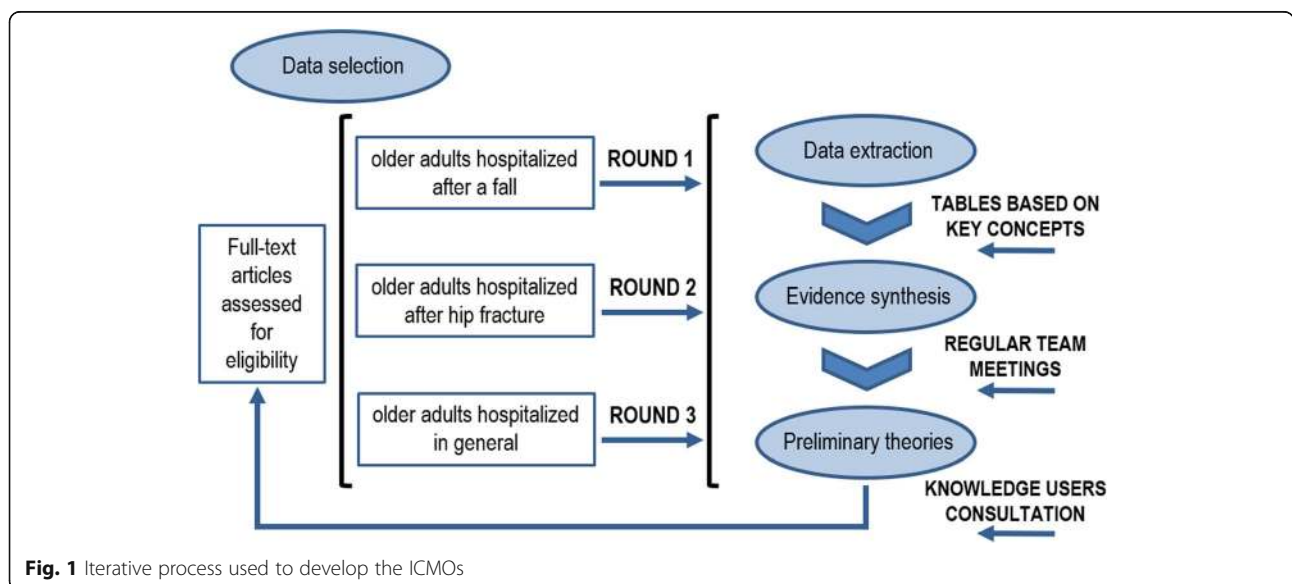 Data selection
Full-text
articles
assessed
for
eligibility
older adults hospitalized
after a fall
ROUND 1
older adults hospitalized
after hip fracture
ROUND 2
older adults hospitalized
in general
ROUND 3
Data extraction
TABLES BASED ON
KEY CONCEPTS
Evidence synthesis
REGULAR TEAM
MEETINGS
Preliminary theories
KNOWLEDGE USERS
CONSULTATION
Fig. 1 Iterative process used to develop the ICMOs